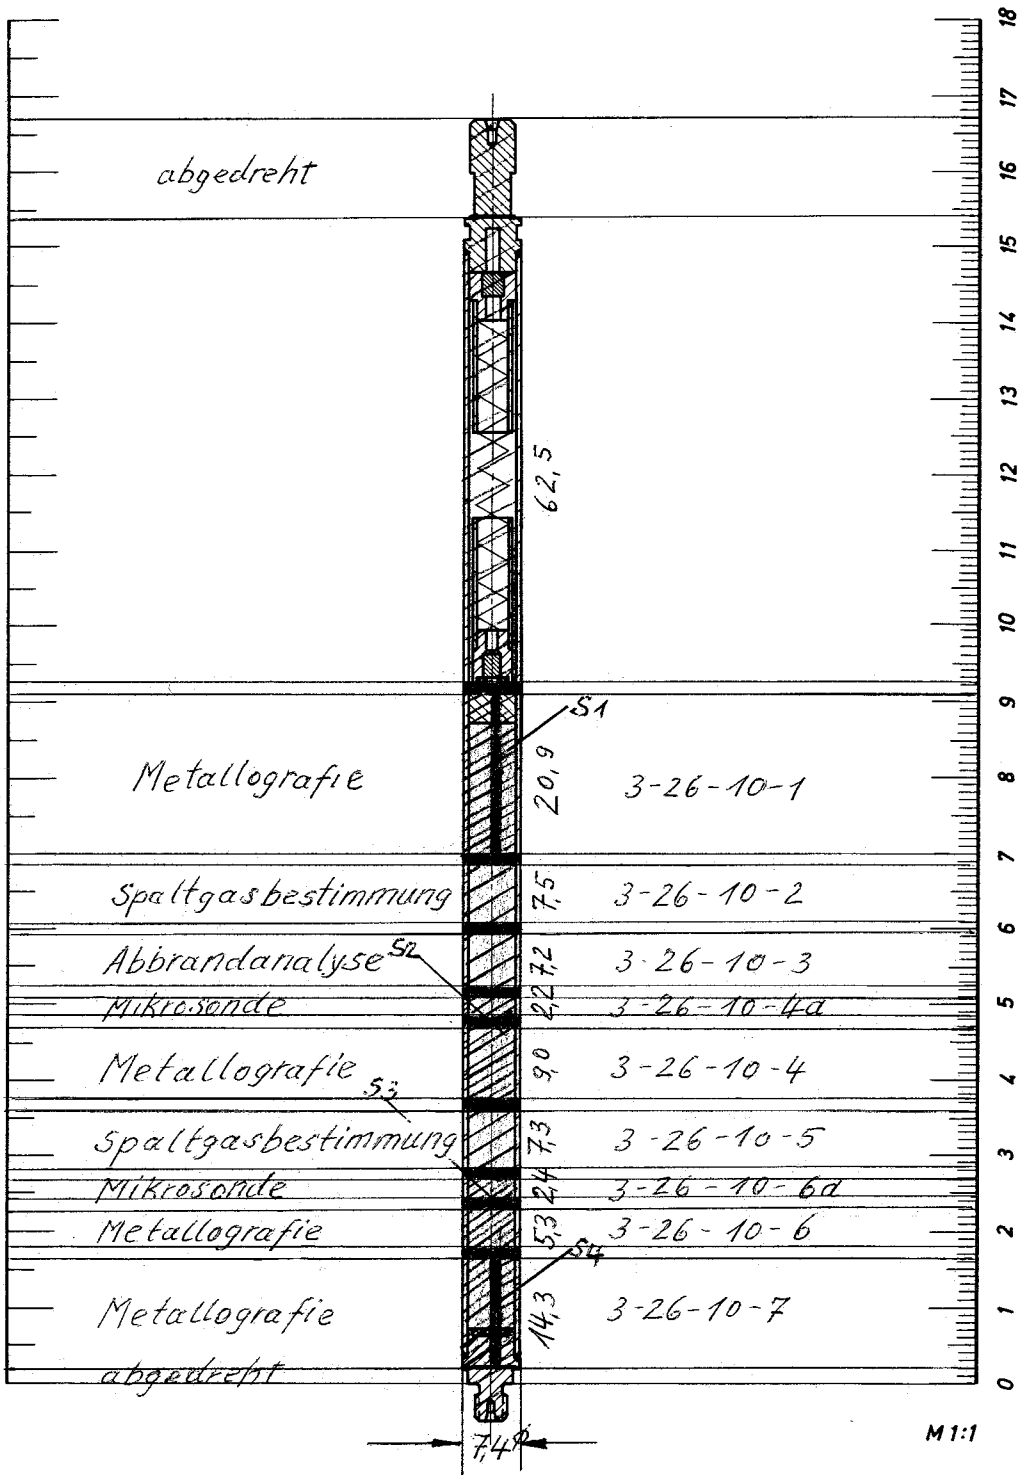 18
17
abgedreht
16
15
14
13
62,5
12
11
10
S1
9
Metallografie 20,9 3-26-10-1
8
7
Spaltgasbestimmung 7,5 3-26-10-2
6
Abbrandanalyse S2 7,2 3-26-10-3
Mikrosonde 2,2 3-26-10-4a
5
Metallografie 9,0 3-26-10-4
4
S3
Spaltgasbestimmung 7,3 3-26-10-5
3
Mikrosonde 2,4 3-26-10-6a
Metallografie 5,3 3-26-10-6
2
S4
Metallografie 14,3 3-26-10-7
1
abgedreht
0
M 1:1
7,4 ϕ